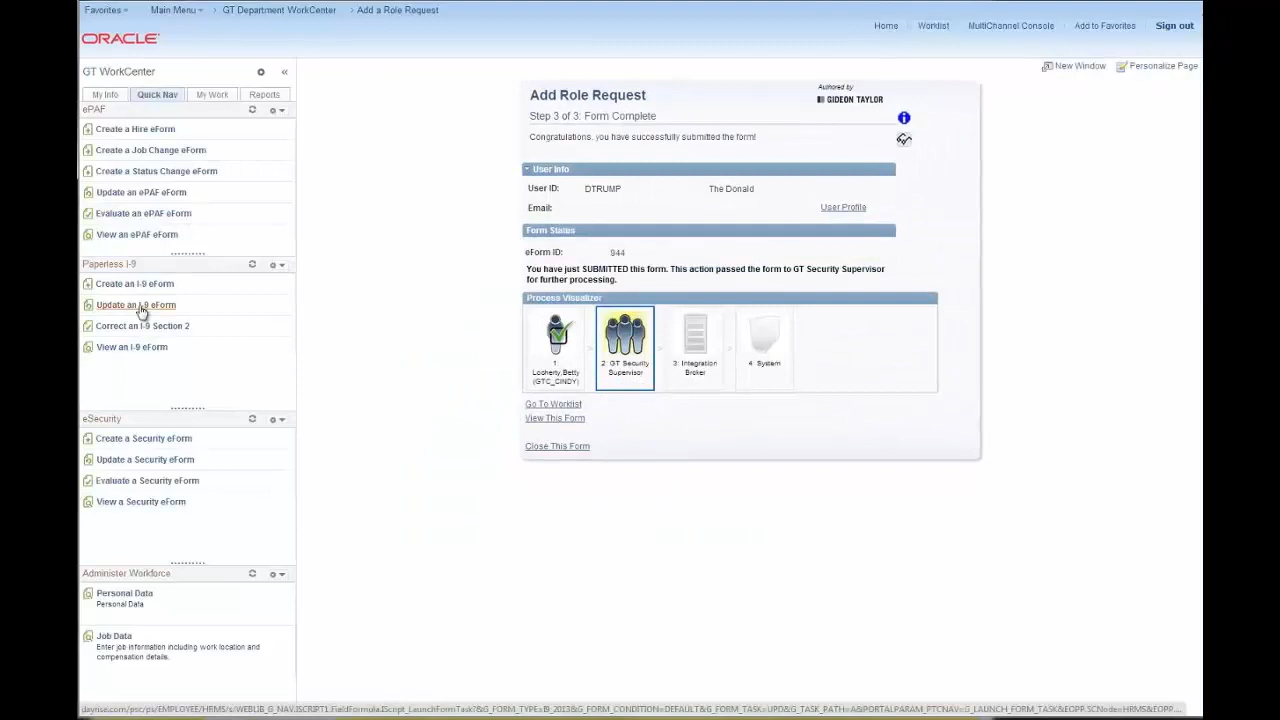 Favorites Main Menu > GT Department WorkCenter > Add a Role Request
ORACLE
Home Worklist MultiChannel Console Add to Favorites Sign out
GT WorkCenter
New Window Personalize Page
My Info Quick Nav My Work Reports
ePAF
Create a Hire eForm
Create a Job Change eForm
Create a Status Change eForm
Update an ePAF eForm
Evaluate an ePAF eForm
View an ePAF eForm
Paperless I-9
Create an I-9 eForm
Update an I-9 eForm
Correct an I-9 Section 2
View an I-9 eForm
eSecurity
Create a Security eForm
Update a Security eForm
Evaluate a Security eForm
View a Security eForm
Administer Workforce
Personal Data
Personal Data
Job Data
Enter job information including work location and
compensation details.
Add Role Request
Authored by
GIDEON TAYLOR
Step 3 of 3: Form Complete
Congratulations, you have successfully submitted the form!
User Info
User ID: DTRUMP The Donald
Email: User Profile
Form Status
eForm ID: 944
You have just SUBMITTED this form. This action passed the form to GT Security Supervisor
for further processing.
Process Visualizer
1:
Locherty,Betty
(GTC_CINDY)
2: GT Security
Supervisor
3: Integration
Broker
4: System
Go To Worklist
View This Form
Close This Form